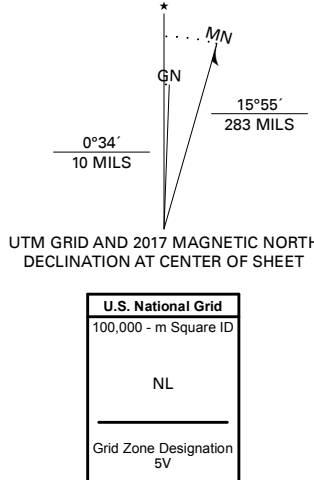 ★
MN
GN
15°55´
283 MILS
0°34´
10 MILS
UTM GRID AND 2017 MAGNETIC NORTH
DECLINATION AT CENTER OF SHEET
U.S. National Grid
100,000 - m Square ID
NL
Grid Zone Designation
5V